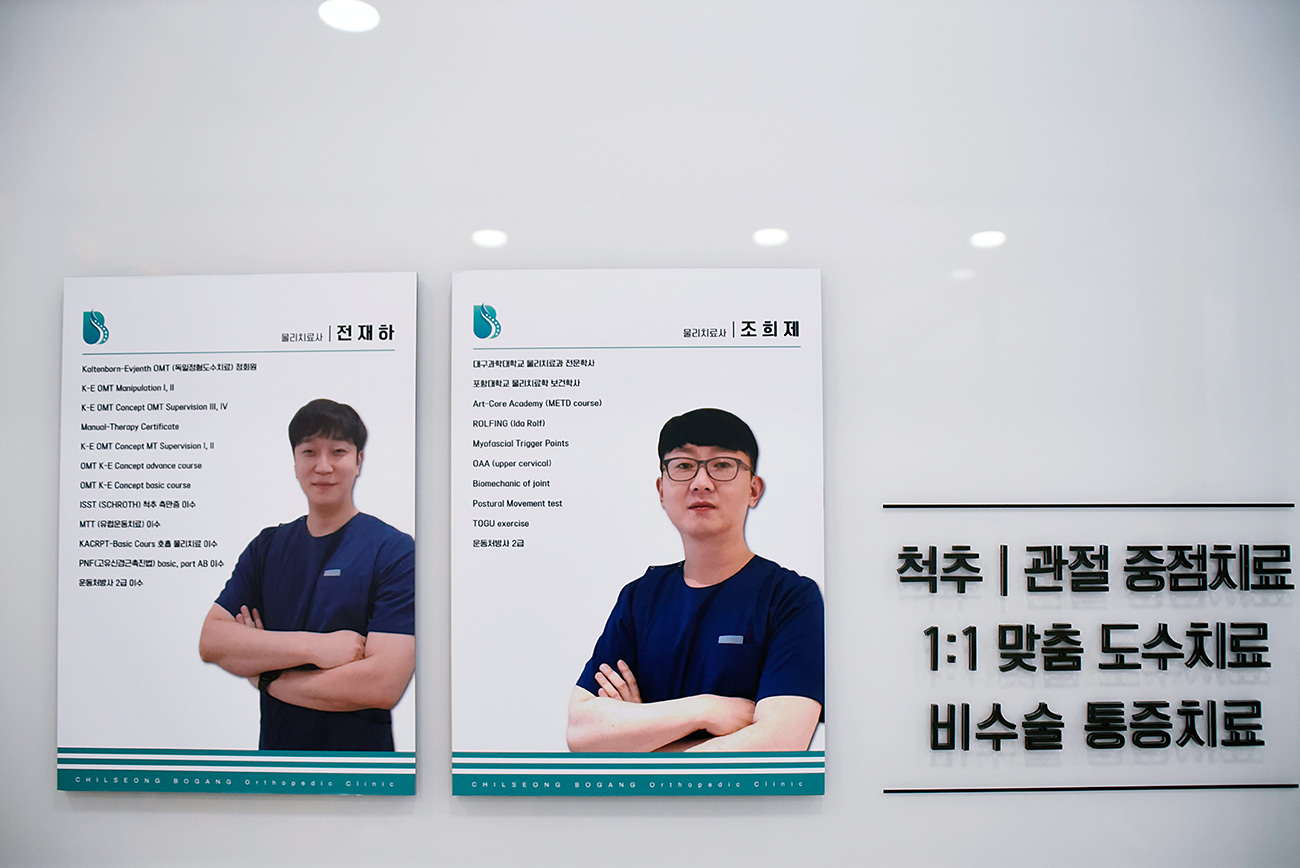 물리치료사 | 전재하
Kaltenborn-Evjenth OMT (독일정형도수치료) 정회원
K-E OMT Manipulation I, II
K-E OMT Concept OMT Supervision III, IV
Manual-Therapy Certificate
K-E OMT Concept MT Supervision I, II
OMT K-E Concept advance course
OMT K-E Concept basic course
ISST (SCHROTH) 척추 측만증 이수
MTT (유럽운동치료) 이수
KACRPT-Basic Cours 호흡 물리치료 이수
PNF(고유신경근촉진법) basic, part AB 이수
운동처방사 2급 이수
CHILSEONG BOGANG Orthopedic Clinic
물리치료사 | 조희제
대구과학대학교 물리치료과 전문학사
포항대학교 물리치료학 보건학사
Art-Core Academy (METD course)
ROLFING (Ida Rolf)
Myofascial Trigger Points
OAA (upper cervical)
Biomechanic of joint
Postural Movement test
TOGU exercise
운동처방사 2급
CHILSEONG BOGANG Orthopedic Clinic
척추 | 관절 중점치료
1:1 맞춤 도수치료
비수술 통증치료